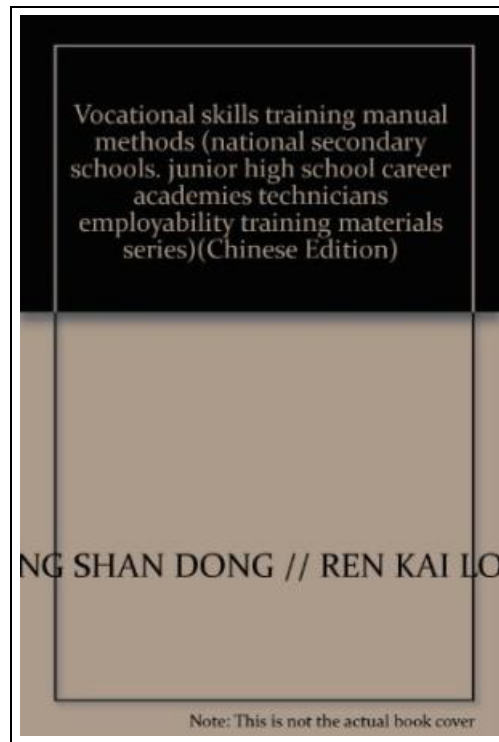 Vocational skills training manual
methods (national secondary
schools. junior high school career
academies technicians
employability training materials
series)(Chinese Edition)
NG SHAN DONG // REN KAI LO
Note: This is not the actual book cover